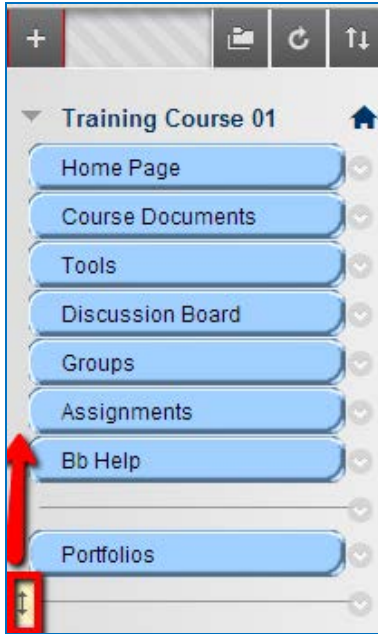 Training Course 01
Home Page
Course Documents
Tools
Discussion Board
Groups
Assignments
Bb Help
Portfolios